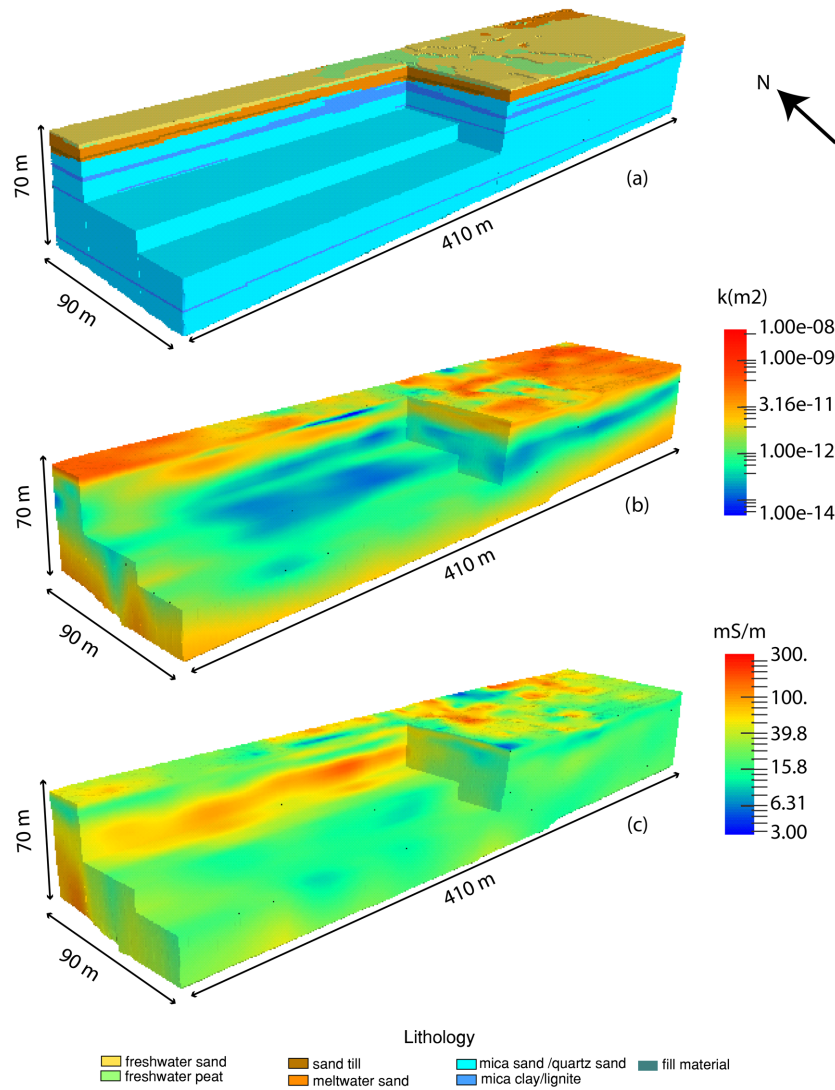 N
70 m
(a)
410 m
90 m
k(m2)
1.00e-08
1.00e-09
3.16e-11
1.00e-12
1.00e-14
70 m
(b)
410 m
90 m
mS/m
300.
100.
39.8
15.8
6.31
3.00
70 m
(c)
410 m
90 m
Lithology
freshwater sand
freshwater peat
sand till
meltwater sand
mica sand /quartz sand
mica clay/lignite
fill material